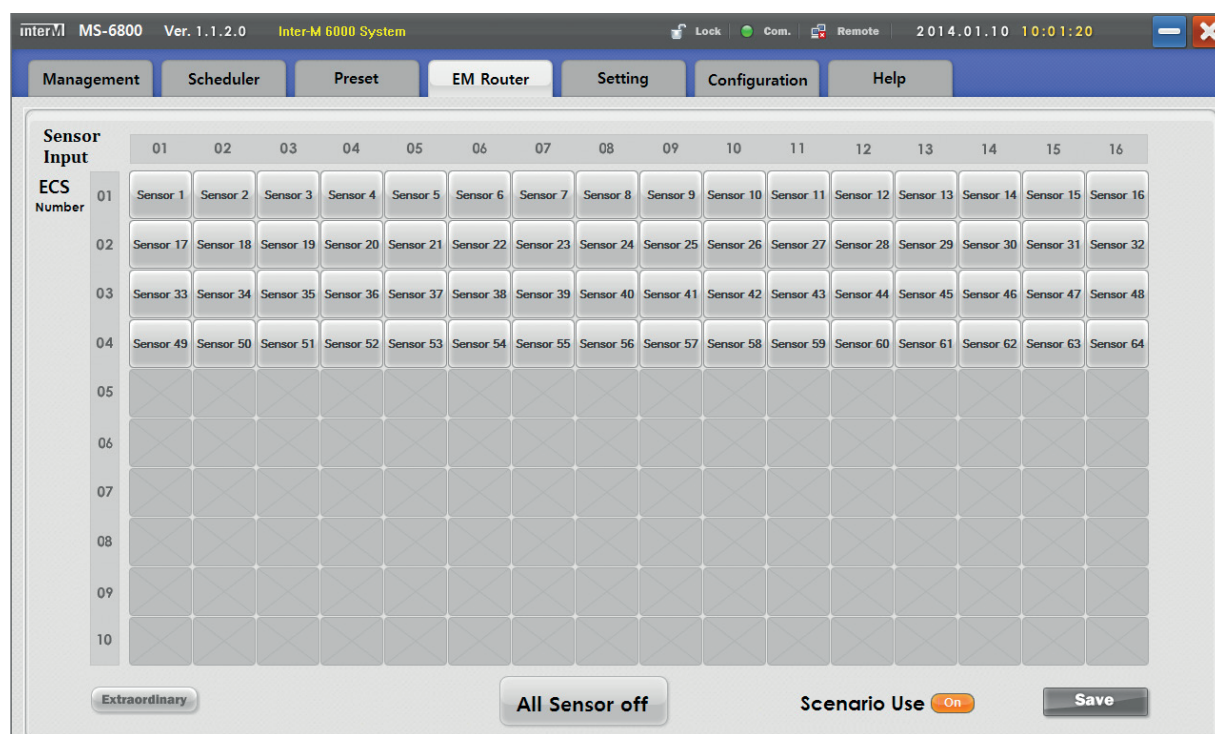 interM MS-6800 Ver. 1.1.2.0 Inter-M 6000 System Lock Com. Remote 2014.01.10 10:01:20
Management Scheduler Preset EM Router Setting Configuration Help
Sensor
Input 01 02 03 04 05 06 07 08 09 10 11 12 13 14 15 16
ECS
Number
01 Sensor 1 Sensor 2 Sensor 3 Sensor 4 Sensor 5 Sensor 6 Sensor 7 Sensor 8 Sensor 9 Sensor 10 Sensor 11 Sensor 12 Sensor 13 Sensor 14 Sensor 15 Sensor 16
02 Sensor 17 Sensor 18 Sensor 19 Sensor 20 Sensor 21 Sensor 22 Sensor 23 Sensor 24 Sensor 25 Sensor 26 Sensor 27 Sensor 28 Sensor 29 Sensor 30 Sensor 31 Sensor 32
03 Sensor 33 Sensor 34 Sensor 35 Sensor 36 Sensor 37 Sensor 38 Sensor 39 Sensor 40 Sensor 41 Sensor 42 Sensor 43 Sensor 44 Sensor 45 Sensor 46 Sensor 47 Sensor 48
04 Sensor 49 Sensor 50 Sensor 51 Sensor 52 Sensor 53 Sensor 54 Sensor 55 Sensor 56 Sensor 57 Sensor 58 Sensor 59 Sensor 60 Sensor 61 Sensor 62 Sensor 63 Sensor 64
05
06
07
08
09
10
Extraordinary All Sensor off Scenario Use On Save